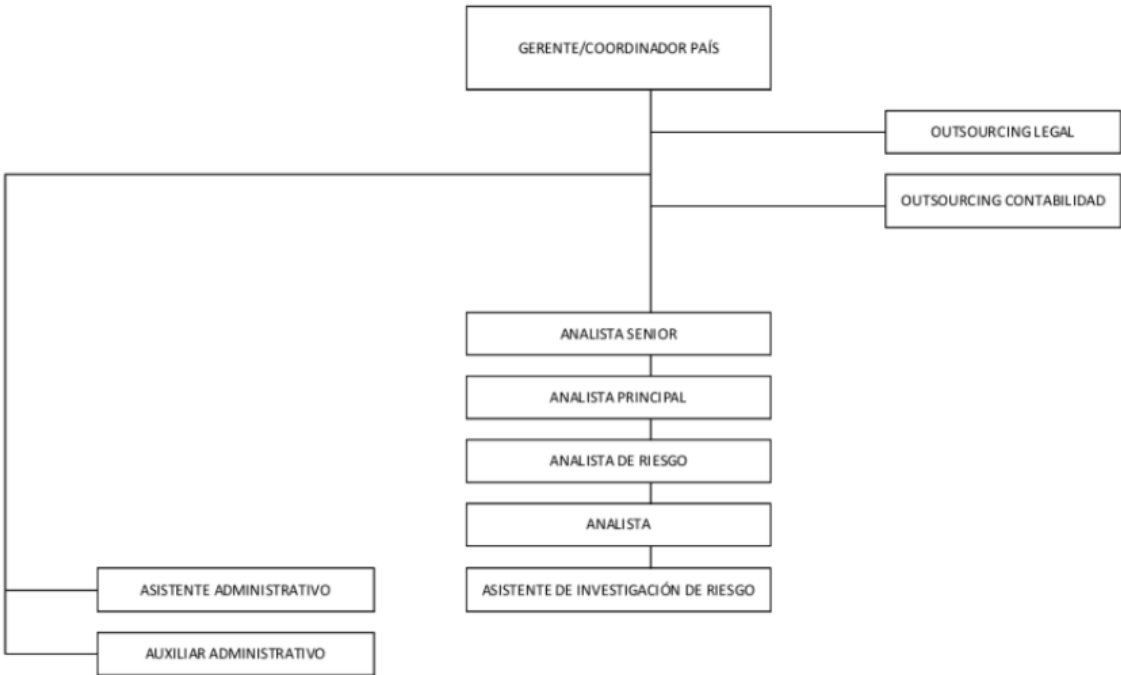 GERENTE/COORDINADOR PAÍS
OUTSOURCING LEGAL
OUTSOURCING CONTABILIDAD
ANALISTA SENIOR
ANALISTA PRINCIPAL
ANALISTA DE RIESGO
ANALISTA
ASISTENTE ADMINISTRATIVO
ASISTENTE DE INVESTIGACIÓN DE RIESGO
AUXILIAR ADMINISTRATIVO